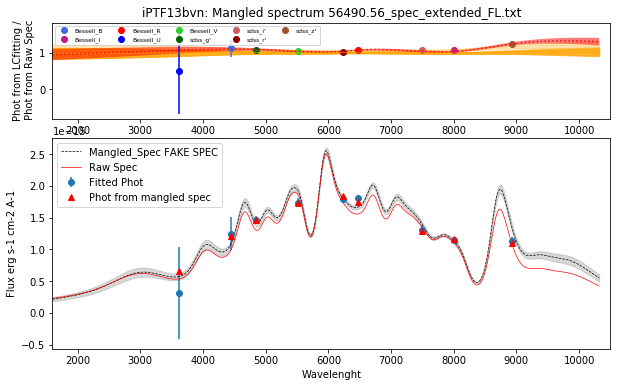 iPTF13bvn: Mangled spectrum 56490.56_spec_extended_FL.txt
Phot from LCfitting /
Phot from Raw Spec
1
0
Bessell_B
Bessell_I
Bessell_R
Bessell_U
Bessell_V
sdss_g'
sdss_i'
sdss_r'
sdss_z'
2000 3000 4000 5000 6000 7000 8000 9000 10000
Flux erg s-1 cm-2 A-1
2.5
2.0
1.5
1.0
0.5
0.0
−0.5
Mangled_Spec FAKE SPEC
Raw Spec
Fitted Phot
Phot from mangled spec
2000 3000 4000 5000 6000 7000 8000 9000 10000
Wavelenght